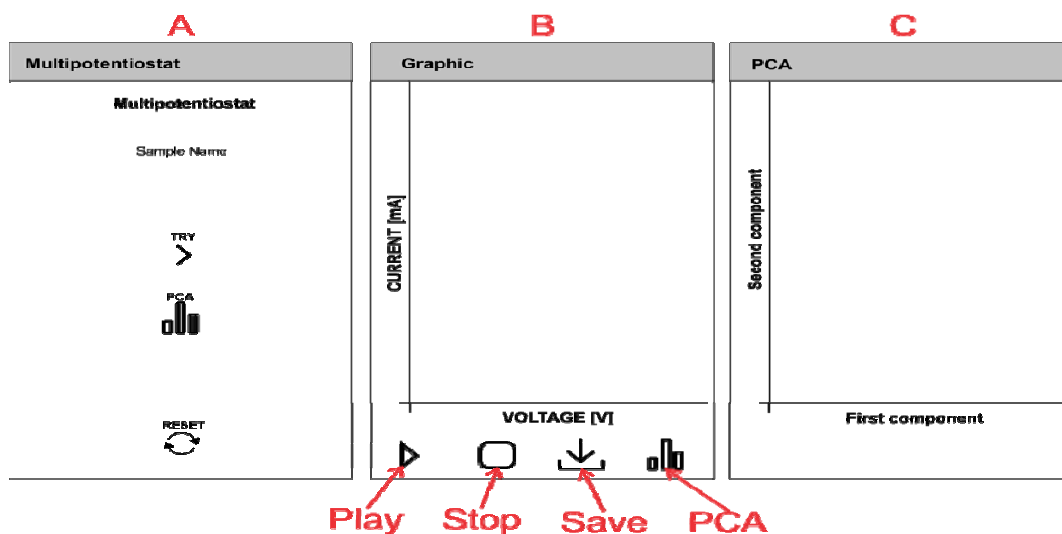 A
B
C
Multipotentiostat
Graphic
PCA
Multipotentiostat
Sample Name
TRY
PCA
RESET
CURRENT [mA]
VOLTAGE [V]
Second component
First component
Play
Stop
Save
PCA